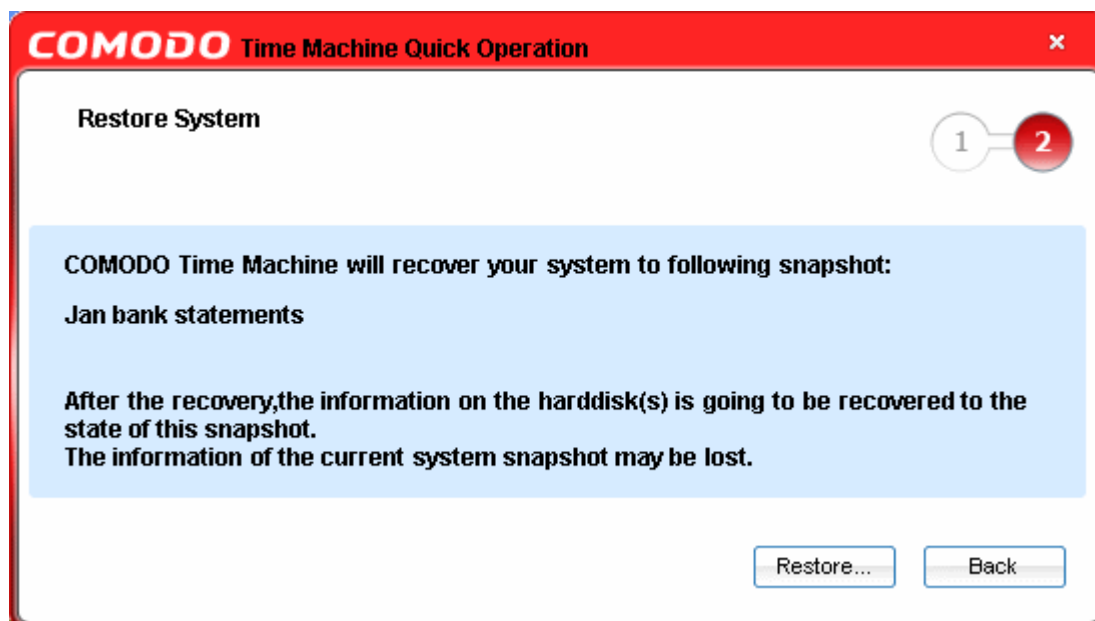 COMODO Time Machine Quick Operation
Restore System
1 2
COMODO Time Machine will recover your system to following snapshot:
Jan bank statements
After the recovery,the information on the harddisk(s) is going to be recovered to the
state of this snapshot.
The information of the current system snapshot may be lost.
Restore... Back